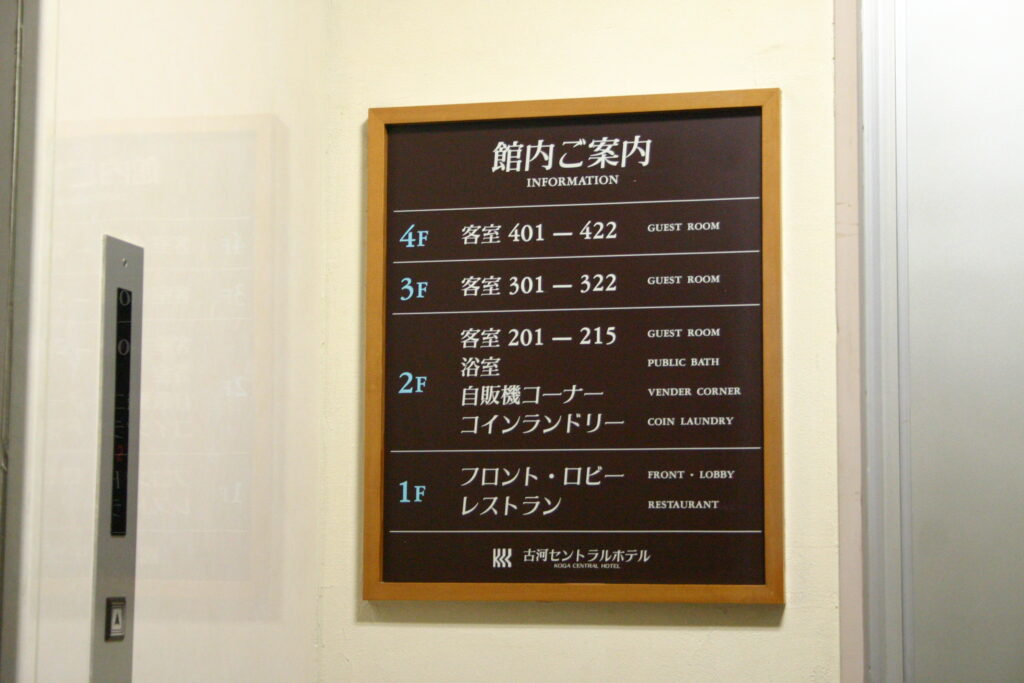 館内ご案内
INFORMATION
4F 客室 401 — 422 GUEST ROOM
3F 客室 301 — 322 GUEST ROOM
2F
客室 201 — 215 GUEST ROOM
浴室 PUBLIC BATH
自販機コーナー VENDER CORNER
コインランドリー COIN LAUNDRY
1F
フロント・ロビー FRONT・LOBBY
レストラン RESTAURANT
古河セントラルホテル
KOGA CENTRAL HOTEL